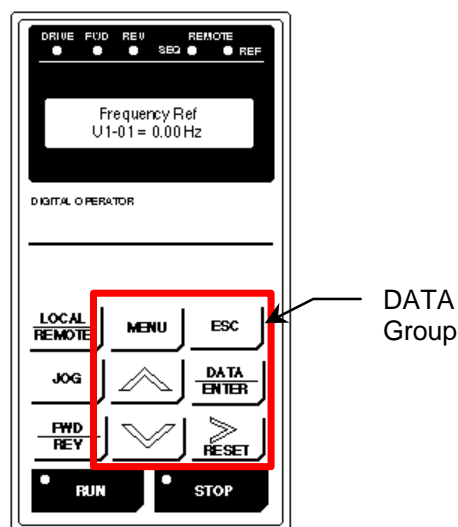 DRIVE FWD REV REMOTE
SEQ REF
Frequency Ref
U1-01 = 0.00 Hz
DIGITAL OPERATOR
LOCAL
REMOTE
MENU
ESC
DATA
Group
JOG
DATA
ENTER
FWD
REV
RESET
RUN
STOP